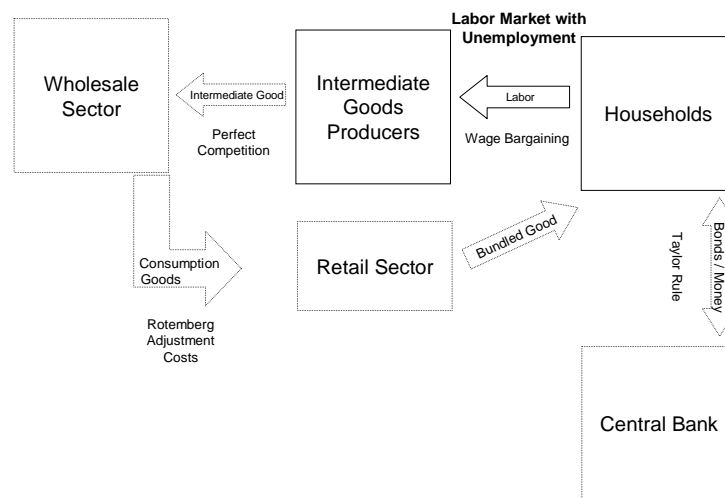 Labor Market with
Unemployment
Wholesale
Sector
Intermediate Good
Perfect
Competition
Intermediate
Goods
Producers
Labor
Wage Bargaining
Households
Consumption
Goods
Rotemberg
Adjustment
Costs
Retail Sector
Bundled Good
Taylor Rule
Bonds / Money
Central Bank